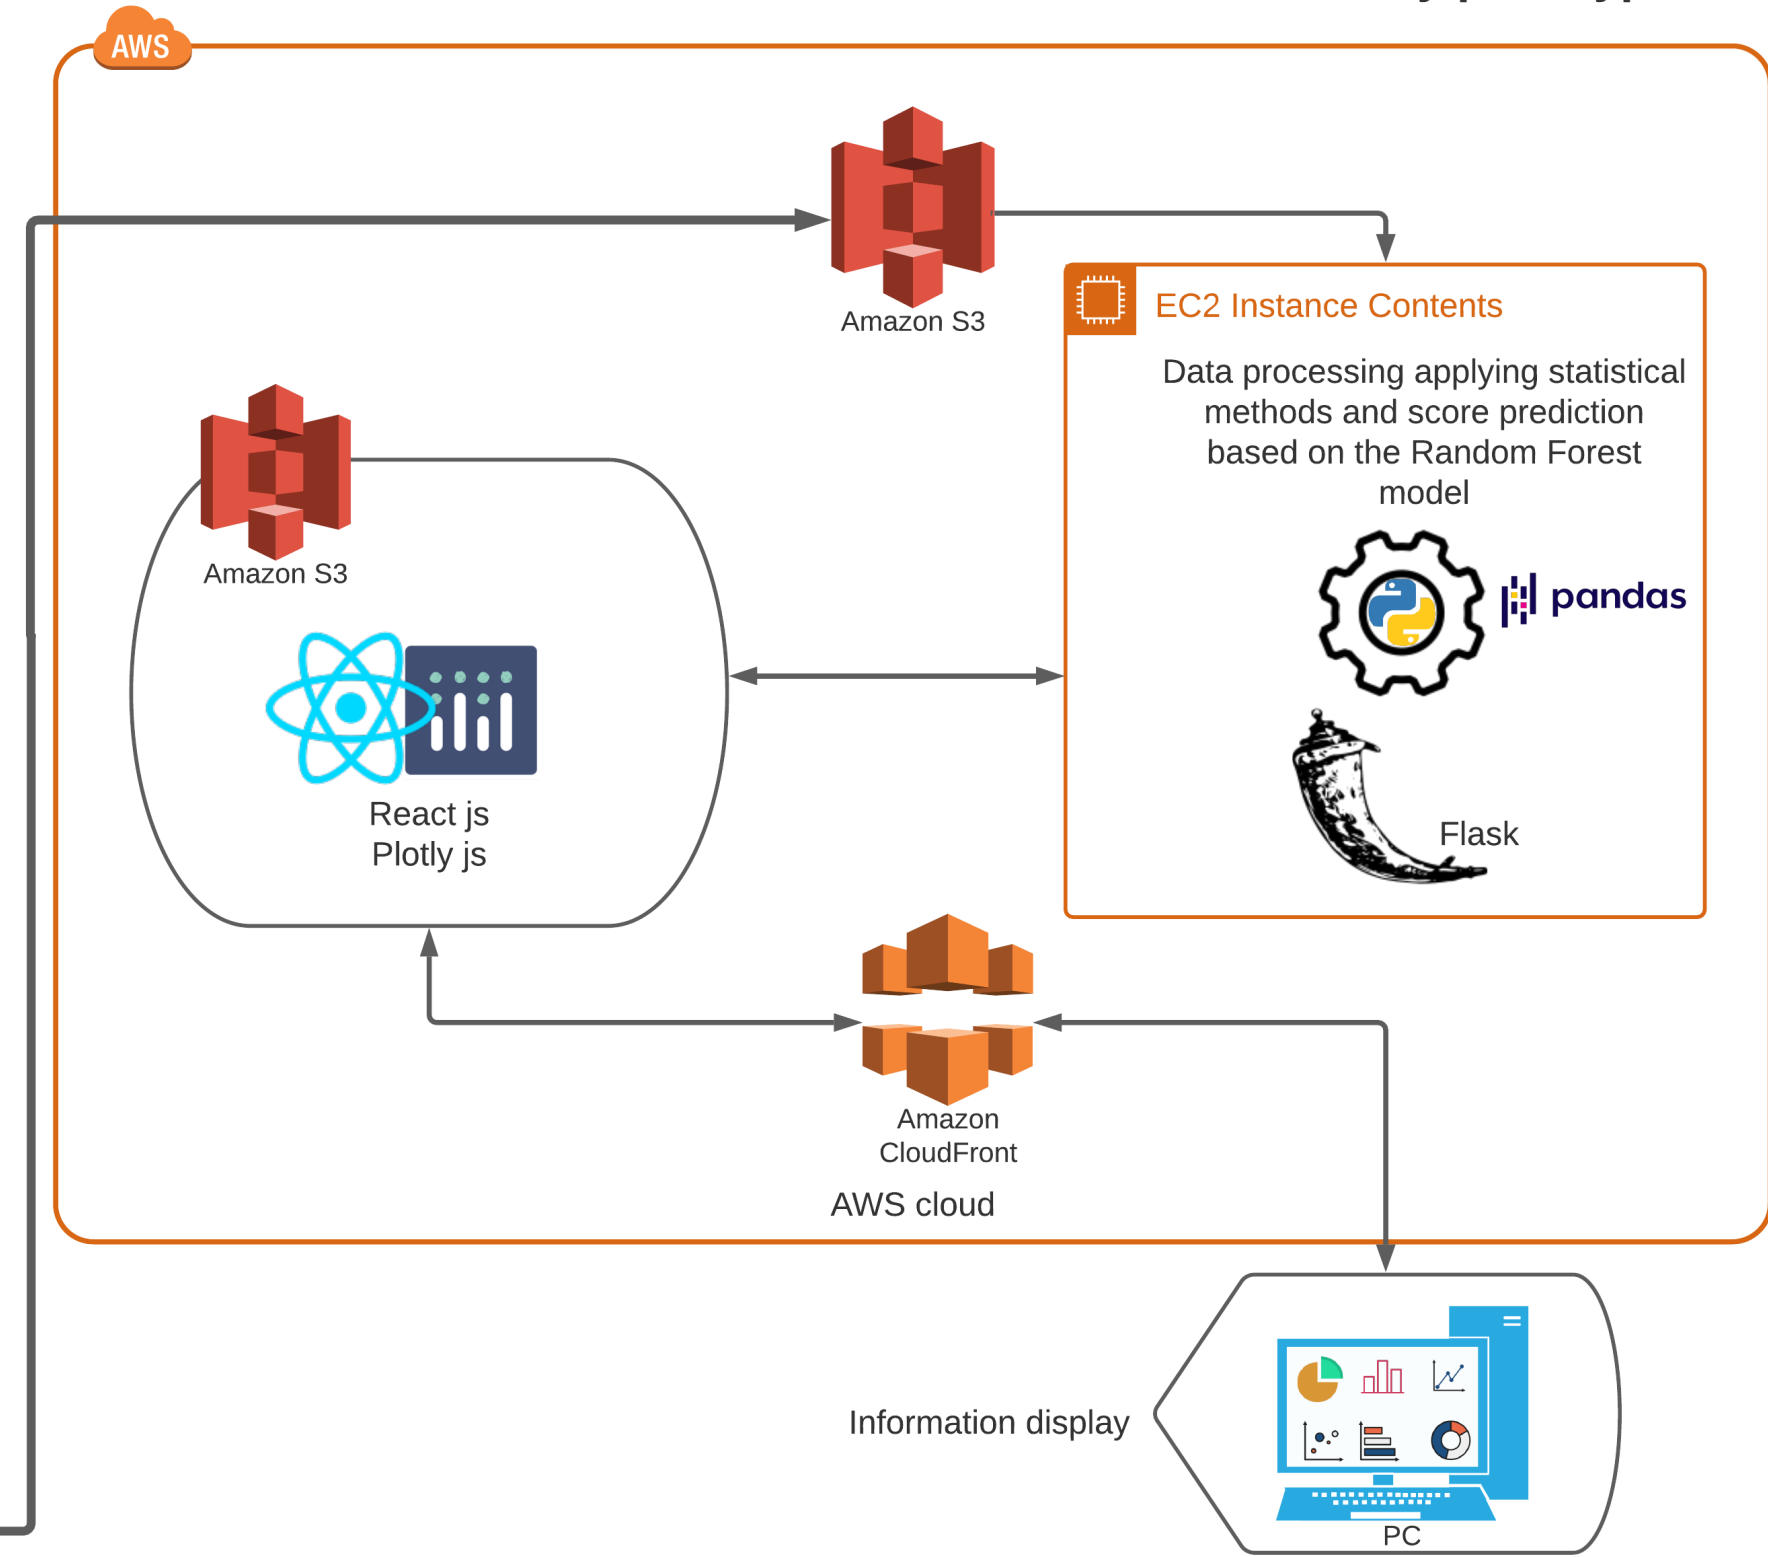 AWS
Amazon S3
EC2 Instance Contents
Data processing applying statistical
methods and score prediction
based on the Random Forest
model
pandas
Flask
Amazon S3
React js
Plotly js
Amazon
CloudFront
AWS cloud
Information display
PC